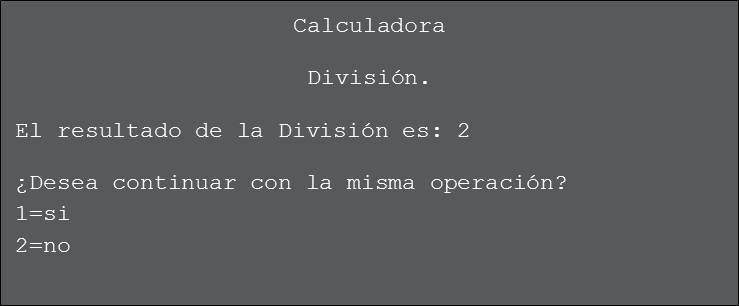 Calculadora
División.
El resultado de la División es: 2
¿Desea continuar con la misma operación?
1=si
2=no